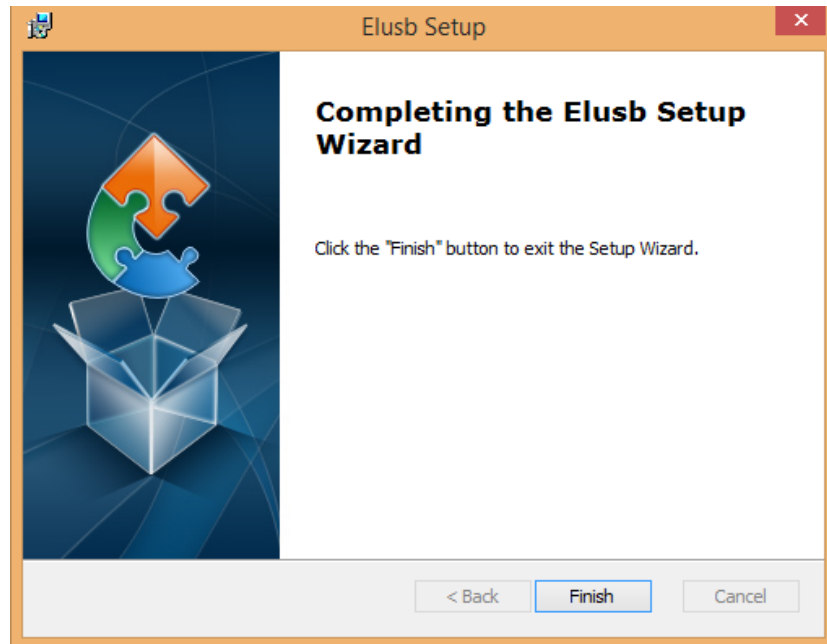 Elusb Setup
Completing the Elusb Setup
Wizard
Click the "Finish" button to exit the Setup Wizard.
< Back
Finish
Cancel